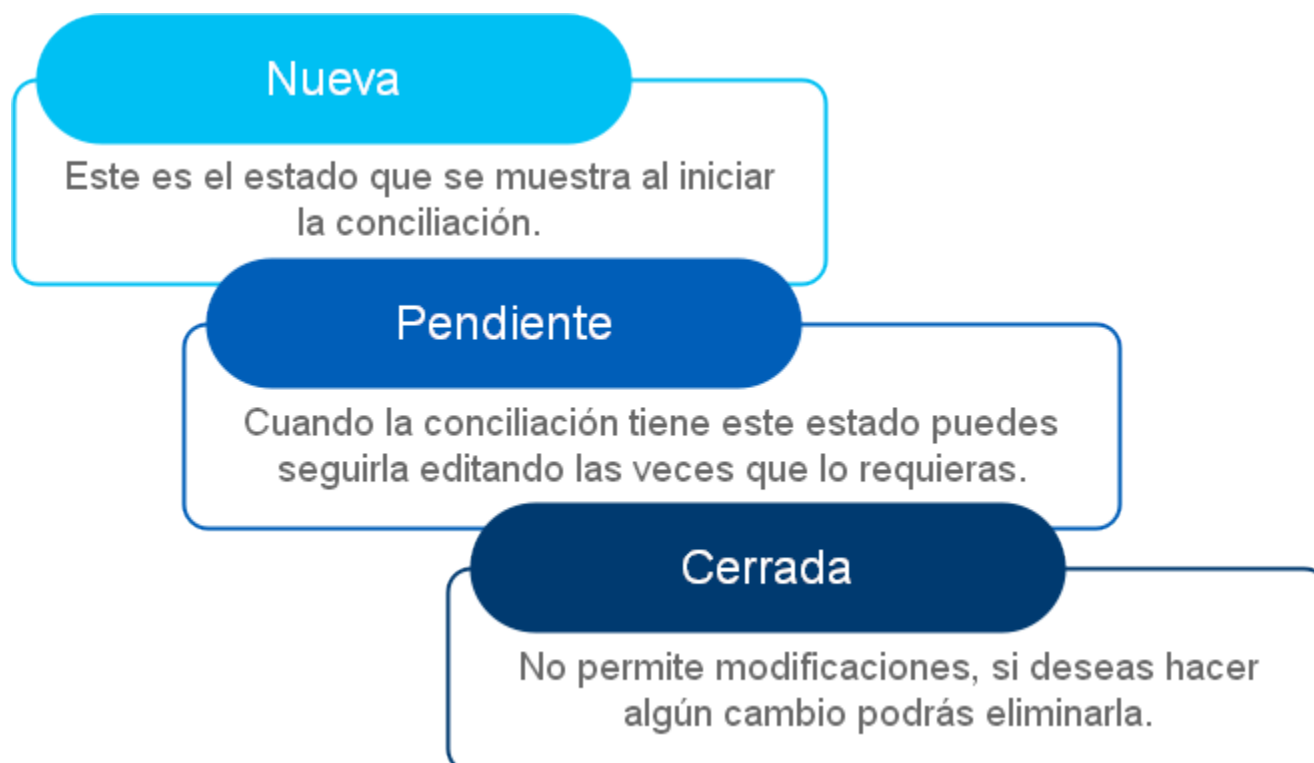 Nueva
Este es el estado que se muestra al iniciar
la conciliación.
Pendiente
Cuando la conciliación tiene este estado puedes
seguirla editando las veces que lo requieras.
Cerrada
No permite modificaciones, si deseas hacer
algún cambio podrás eliminarla.